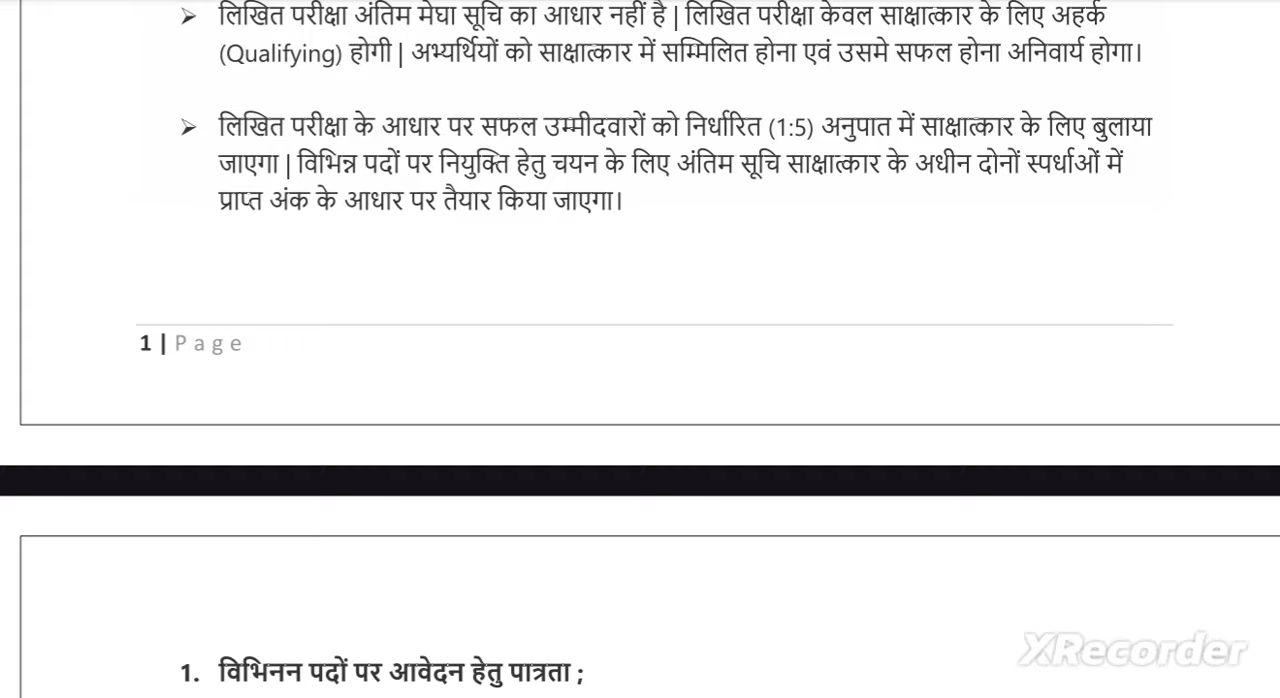 ➢ लिखित परीक्षा अंतिम मेघा सूचि का आधार नहीं है | लिखित परीक्षा केवल साक्षात्कार के लिए अहर्क
(Qualifying) होगी | अभ्यर्थियों को साक्षात्कार में सम्मिलित होना एवं उसमे सफल होना अनिवार्य होगा।
➢ लिखित परीक्षा के आधार पर सफल उम्मीदवारों को निर्धारित (1:5) अनुपात में साक्षात्कार के लिए बुलाया
जाएगा | विभिन्न पदों पर नियुक्ति हेतु चयन के लिए अंतिम सूचि साक्षात्कार के अधीन दोनों स्पर्धाओं में
प्राप्त अंक के आधार पर तैयार किया जाएगा।
1 | Page
XRecorder
1. विभिनन पदों पर आवेदन हेतु पात्रता ;